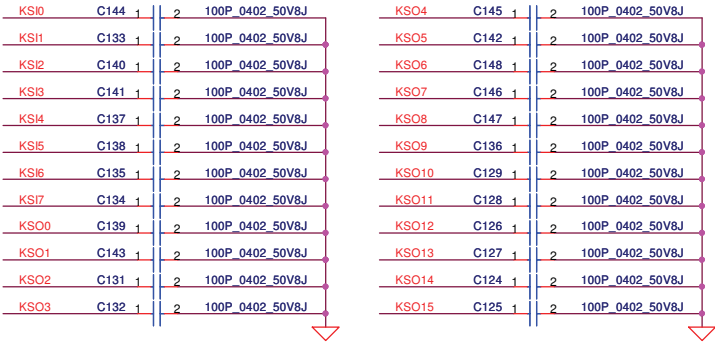 KSI0 C144 1 2 100P_0402_50V8J
KSI1 C133 1 2 100P_0402_50V8J
KSI2 C140 1 2 100P_0402_50V8J
KSI3 C141 1 2 100P_0402_50V8J
KSI4 C137 1 2 100P_0402_50V8J
KSI5 C138 1 2 100P_0402_50V8J
KSI6 C135 1 2 100P_0402_50V8J
KSI7 C134 1 2 100P_0402_50V8J
KSO0 C139 1 2 100P_0402_50V8J
KSO1 C143 1 2 100P_0402_50V8J
KSO2 C131 1 2 100P_0402_50V8J
KSO3 C132 1 2 100P_0402_50V8J
KSO4 C145 1 2 100P_0402_50V8J
KSO5 C142 1 2 100P_0402_50V8J
KSO6 C148 1 2 100P_0402_50V8J
KSO7 C146 1 2 100P_0402_50V8J
KSO8 C147 1 2 100P_0402_50V8J
KSO9 C136 1 2 100P_0402_50V8J
KSO10 C129 1 2 100P_0402_50V8J
KSO11 C128 1 2 100P_0402_50V8J
KSO12 C126 1 2 100P_0402_50V8J
KSO13 C127 1 2 100P_0402_50V8J
KSO14 C124 1 2 100P_0402_50V8J
KSO15 C125 1 2 100P_0402_50V8J